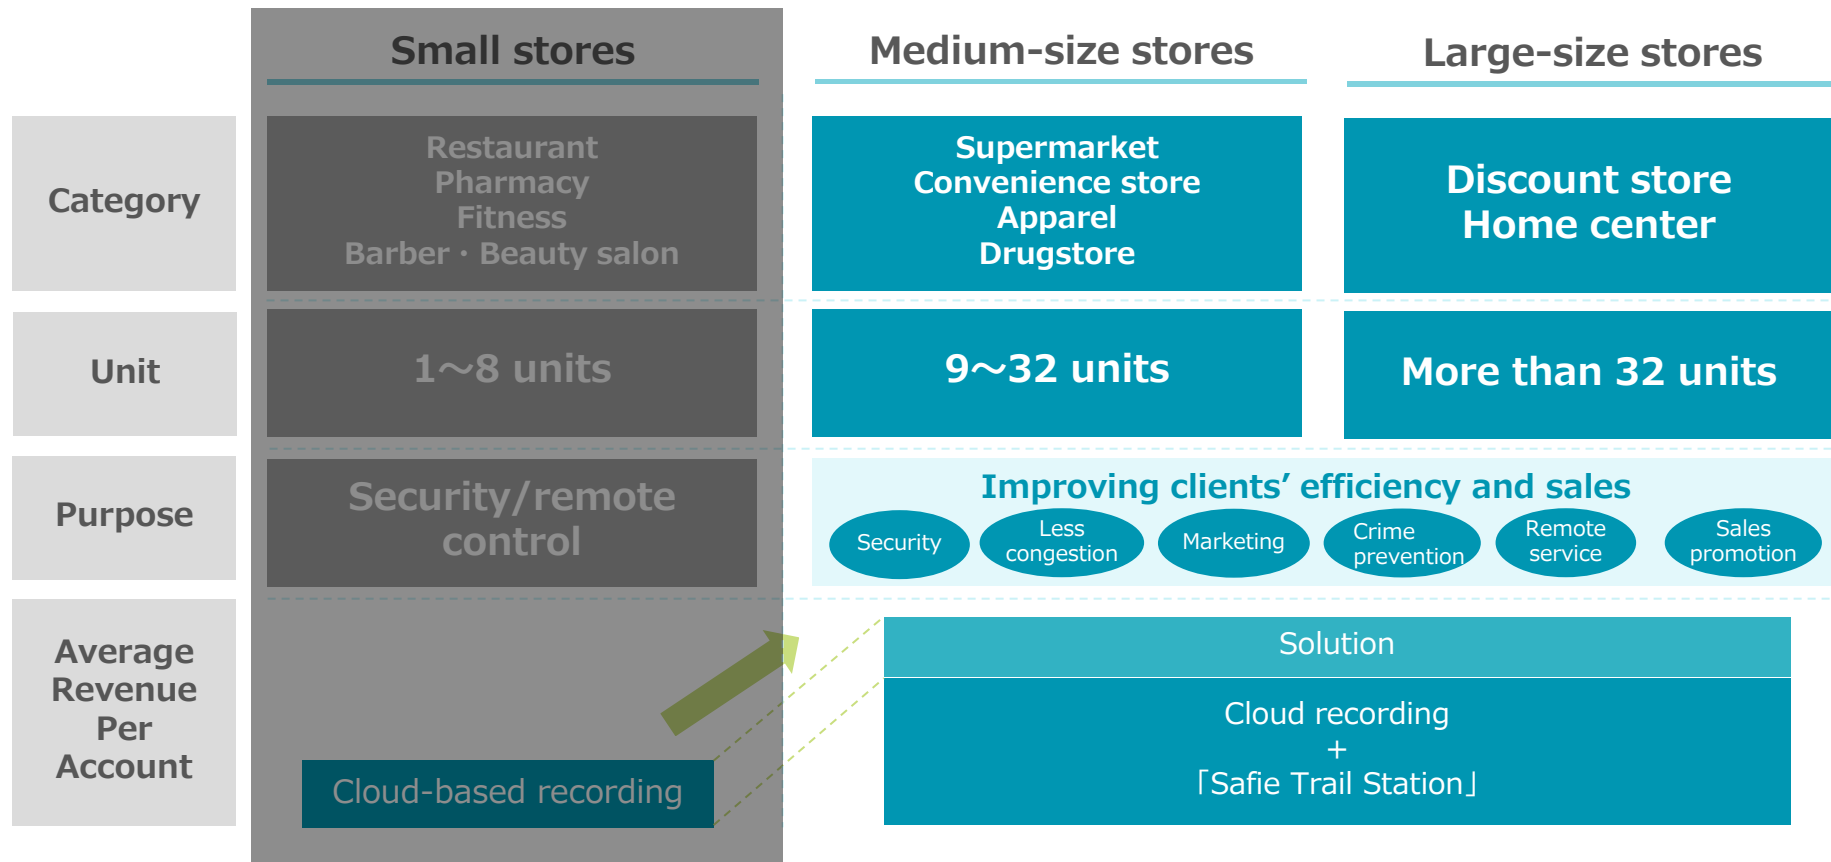 Small stores
Medium-size stores
Large-size stores
Category
Restaurant
Pharmacy
Fitness
Barber・Beauty salon
Supermarket
Convenience store
Apparel
Drugstore
Discount store
Home center
Unit
1～8 units
9～32 units
More than 32 units
Purpose
Security/remote
control
Improving clients’ efficiency and sales
Security
Less
congestion
Marketing
Crime
prevention
Remote
service
Sales
promotion
Average
Revenue
Per
Account
Cloud-based recording
Solution
Cloud recording
+
「Safie Trail Station」